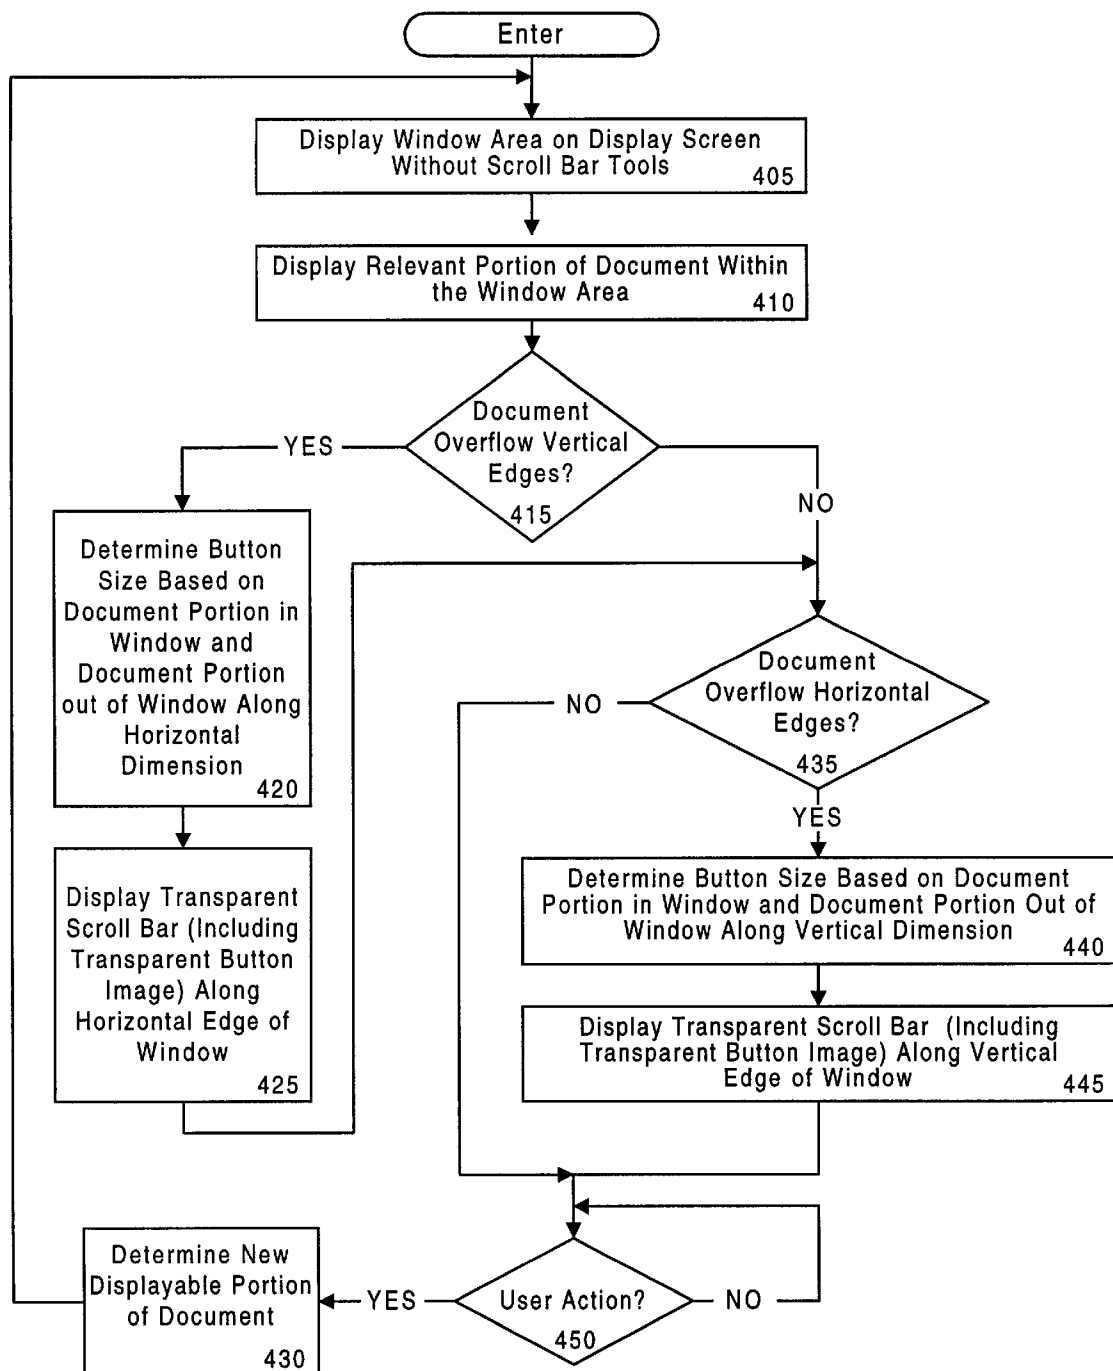 Enter
Display Window Area on Display Screen
Without Scroll Bar Tools
405
Display Relevant Portion of Document Within
the Window Area
410
Document
Overflow Vertical
Edges?
415
YES
NO
Determine Button
Size Based on
Document Portion in
Window and
Document Portion
out of Window Along
Horizontal
Dimension
420
Display Transparent
Scroll Bar (Including
Transparent Button
Image) Along
Horizontal Edge of
Window
425
Document
Overflow Horizontal
Edges?
435
NO
YES
Determine Button Size Based on Document
Portion in Window and Document Portion Out of
Window Along Vertical Dimension
440
Display Transparent Scroll Bar (Including
Transparent Button Image) Along Vertical
Edge of Window
445
User Action?
450
NO
YES
Determine New
Displayable Portion
of Document
430